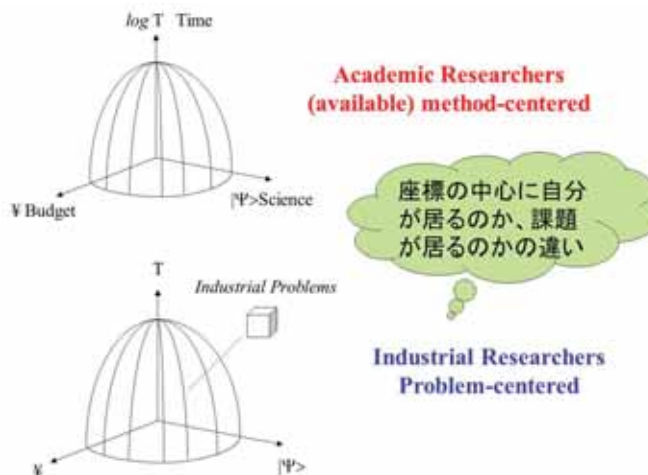 log T Time
Academic Researchers
(available) method-centered
|Ψ>Science
¥ Budget
座標の中心に自分
が居るのか、課題
が居るのかの違い
T
Industrial Problems
Industrial Researchers
Problem-centered
¥
|Ψ>